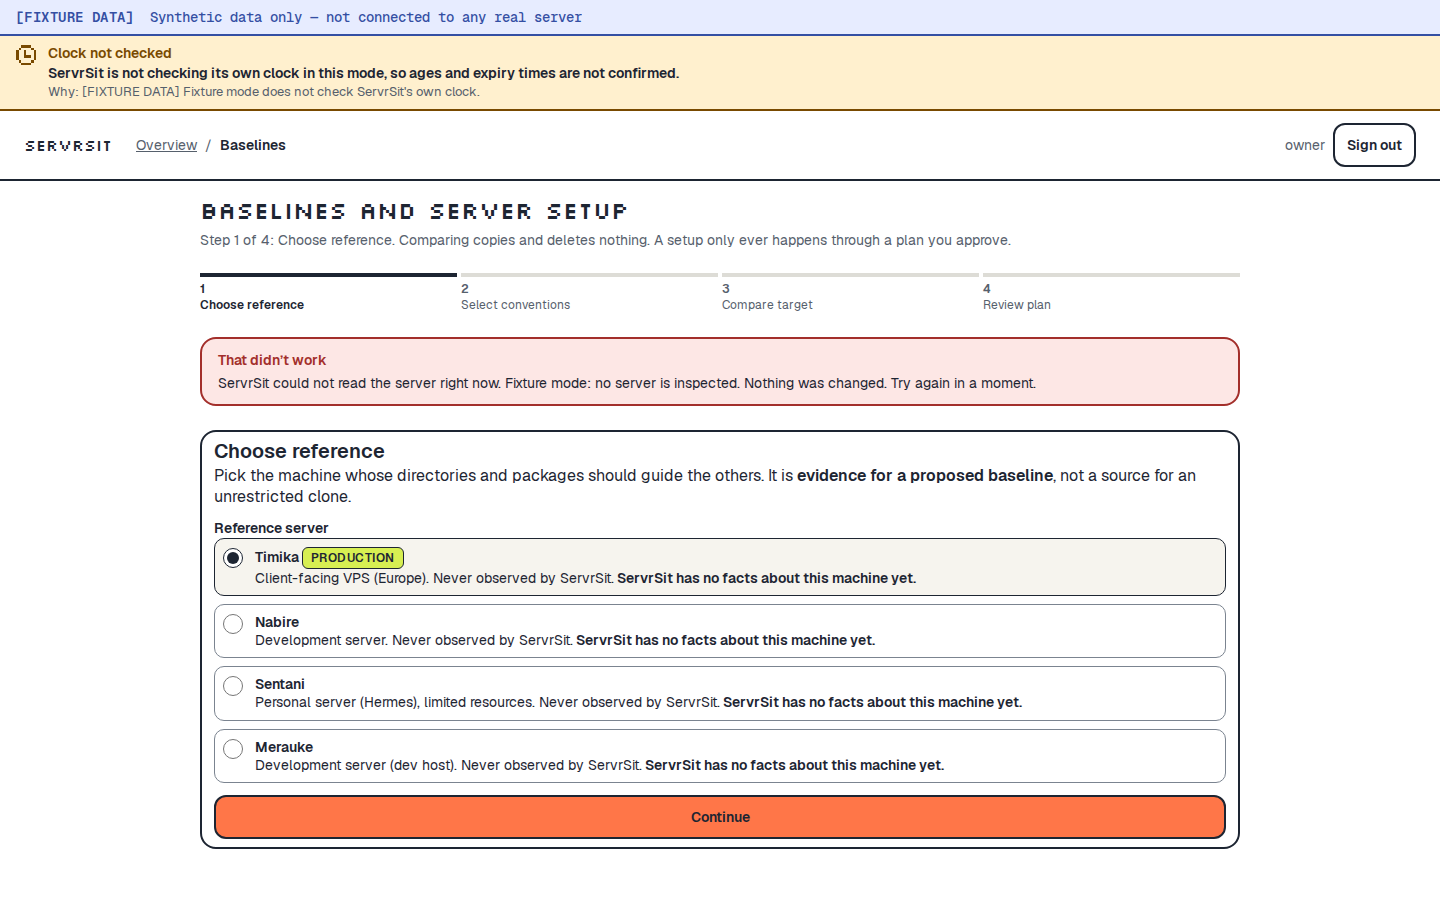 [FIXTURE DATA] Synthetic data only — not connected to any real server
Clock not checked
ServrSit is not checking its own clock in this mode, so ages and expiry times are not confirmed.
Why: [FIXTURE DATA] Fixture mode does not check ServrSit's own clock.
SERVRSIT Overview / Baselines owner Sign out
BASELINES AND SERVER SETUP
Step 1 of 4: Choose reference. Comparing copies and deletes nothing. A setup only ever happens through a plan you approve.
1 2 3 4
Choose reference Select conventions Compare target Review plan
That didn’t work
ServrSit could not read the server right now. Fixture mode: no server is inspected. Nothing was changed. Try again in a moment.
Choose reference
Pick the machine whose directories and packages should guide the others. It is evidence for a proposed baseline, not a source for an
unrestricted clone.
Reference server
Timika PRODUCTION
Client-facing VPS (Europe). Never observed by ServrSit. ServrSit has no facts about this machine yet.
Nabire
Development server. Never observed by ServrSit. ServrSit has no facts about this machine yet.
Sentani
Personal server (Hermes), limited resources. Never observed by ServrSit. ServrSit has no facts about this machine yet.
Merauke
Development server (dev host). Never observed by ServrSit. ServrSit has no facts about this machine yet.
Continue